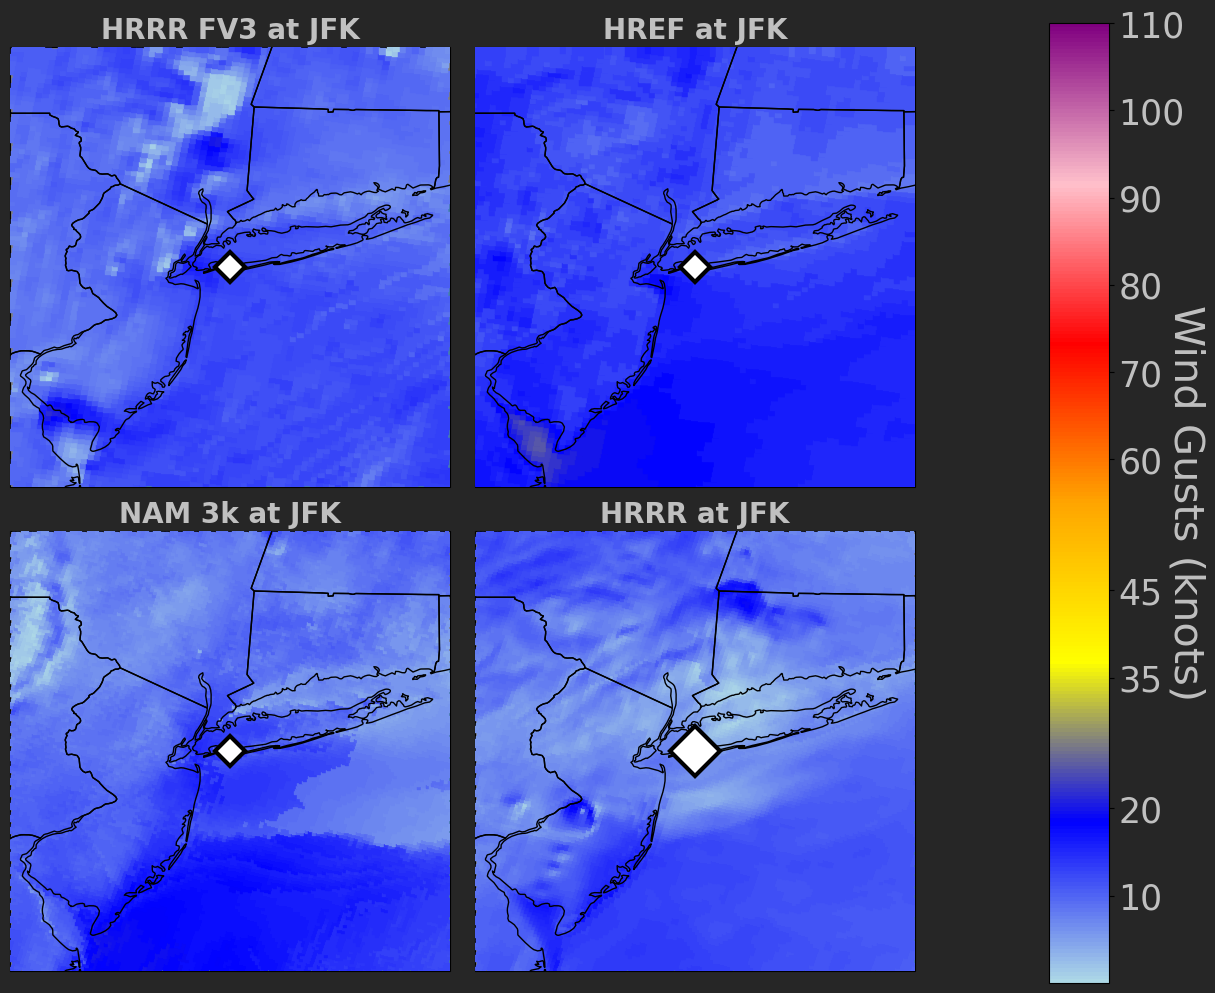 HRRR FV3 at JFK
HREF at JFK
NAM 3k at JFK
HRRR at JFK
110
100
90
80
70
60
45
35
20
10
Wind Gusts (knots)